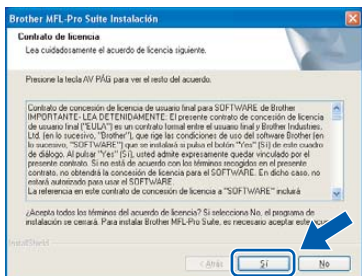 Brother MFL-Pro Suite Instalación
Contrato de licencia
Lea cuidadosamente el acuerdo de licencia siguiente.
Presione la tecla AV PÁG para ver el resto del acuerdo.
Contrato de concesión de licencia de usuario final para SOFTWARE de Brother
IMPORTANTE- LEA DETENIDAMENTE: El presente contrato de concesión de licencia
de usuario final ("EULA") es un contrato formal entre el usuario final y Brother Industries,
Ltd. (en lo sucesivo, "Brother"), que rige las condiciones de uso del software Brother (en
lo sucesivo, "SOFTWARE") que se instalará si pulsa el botón "Yes" (Sí) de este cuadro
de diálogo. Al pulsar "Yes" (Sí), usted admite expresamente quedar vinculado por el
presente contrato. Si no está de acuerdo con los términos recogidos en el presente
contrato, no obtendrá la concesión de licencia para el SOFTWARE. En dicho caso, no
estará autorizado para usar el SOFTWARE.
La referencia en este contrato de concesión de licencia a "SOFTWARE" incluirá
¿Acepta todos los términos del acuerdo de licencia? Si selecciona No, el programa de
instalación se cerrará. Para instalar Brother MFL-Pro Suite, es necesario aceptar este
InstallShield
< Atrás
Sí
No